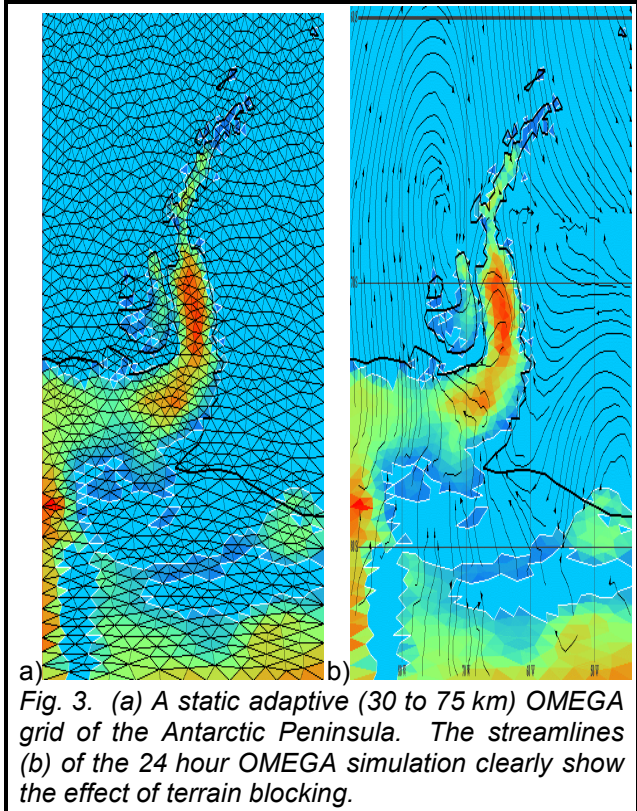 a)
b)
Fig. 3. (a) A static adaptive (30 to 75 km) OMEGA
grid of the Antarctic Peninsula. The streamlines
(b) of the 24 hour OMEGA simulation clearly show
the effect of terrain blocking.